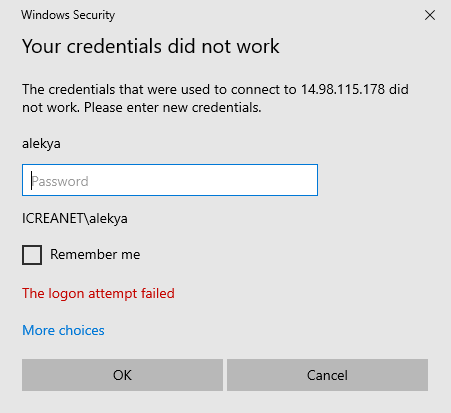 Windows Security
Your credentials did not work
The credentials that were used to connect to 14.98.115.178 did
not work. Please enter new credentials.
alekya
Password
ICREANET\alekya
Remember me
The logon attempt failed
More choices
OK
Cancel